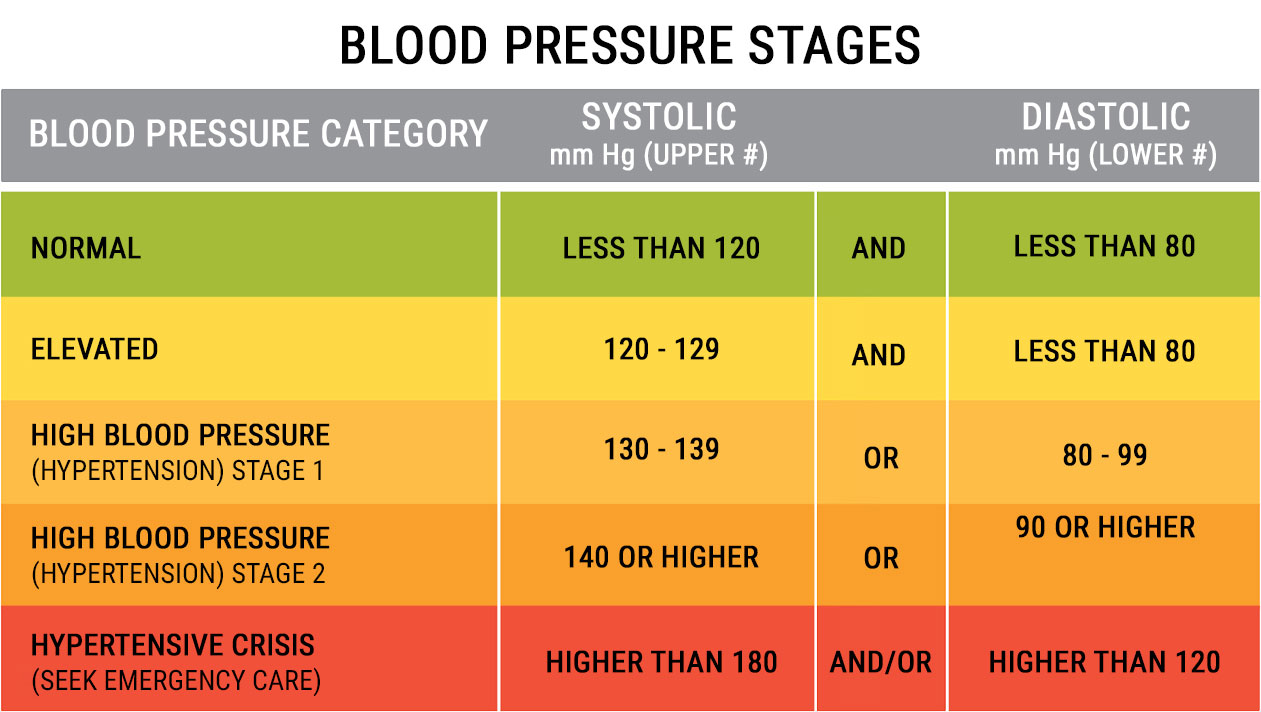 BLOOD PRESSURE STAGES
BLOOD PRESSURE CATEGORY
SYSTOLIC
mm Hg (UPPER #)
DIASTOLIC
mm Hg (LOWER #)
NORMAL
LESS THAN 120
AND
LESS THAN 80
ELEVATED
120 - 129
AND
LESS THAN 80
HIGH BLOOD PRESSURE
(HYPERTENSION) STAGE 1
130 - 139
OR
80 - 99
HIGH BLOOD PRESSURE
(HYPERTENSION) STAGE 2
140 OR HIGHER
OR
90 OR HIGHER
HYPERTENSIVE CRISIS
(SEEK EMERGENCY CARE)
HIGHER THAN 180
AND/OR
HIGHER THAN 120